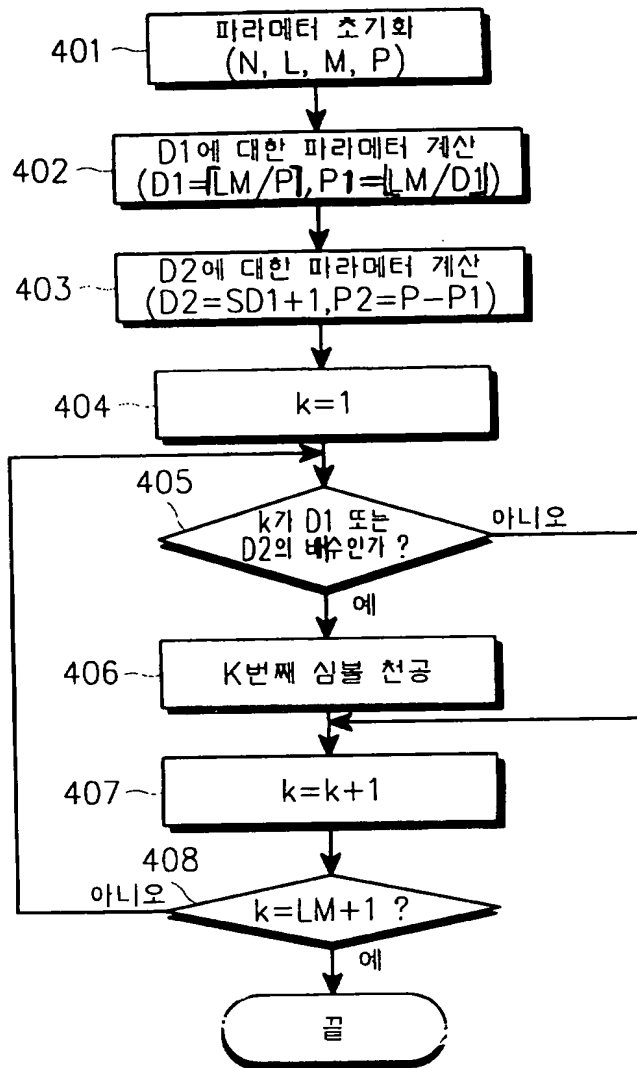 401
파라메터 초기화
(N, L, M, P)
402
D1에 대한 파라메터 계산
(D1=⌈LM/P⌉, P1=⌊LM/D1⌋)
403
D2에 대한 파라메터 계산
(D2=SD1+1,P2=P-P1)
404
k=1
405
k가 D1 또는
D2의 배수인가 ?
아니오
예
406
K번째 심볼 천공
407
k=k+1
408
아니오
k=LM+1 ?
예
끝